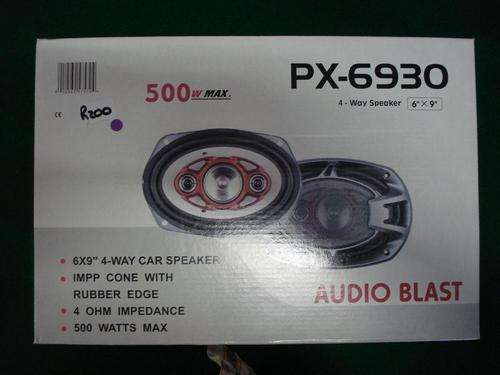 500W MAX.
PX-6930
4 - Way Speaker 6" × 9"
CE
R200
• 6X9" 4-WAY CAR SPEAKER
• IMPP CONE WITH
RUBBER EDGE
• 4 OHM IMPEDANCE
• 500 WATTS MAX
AUDIO BLAST